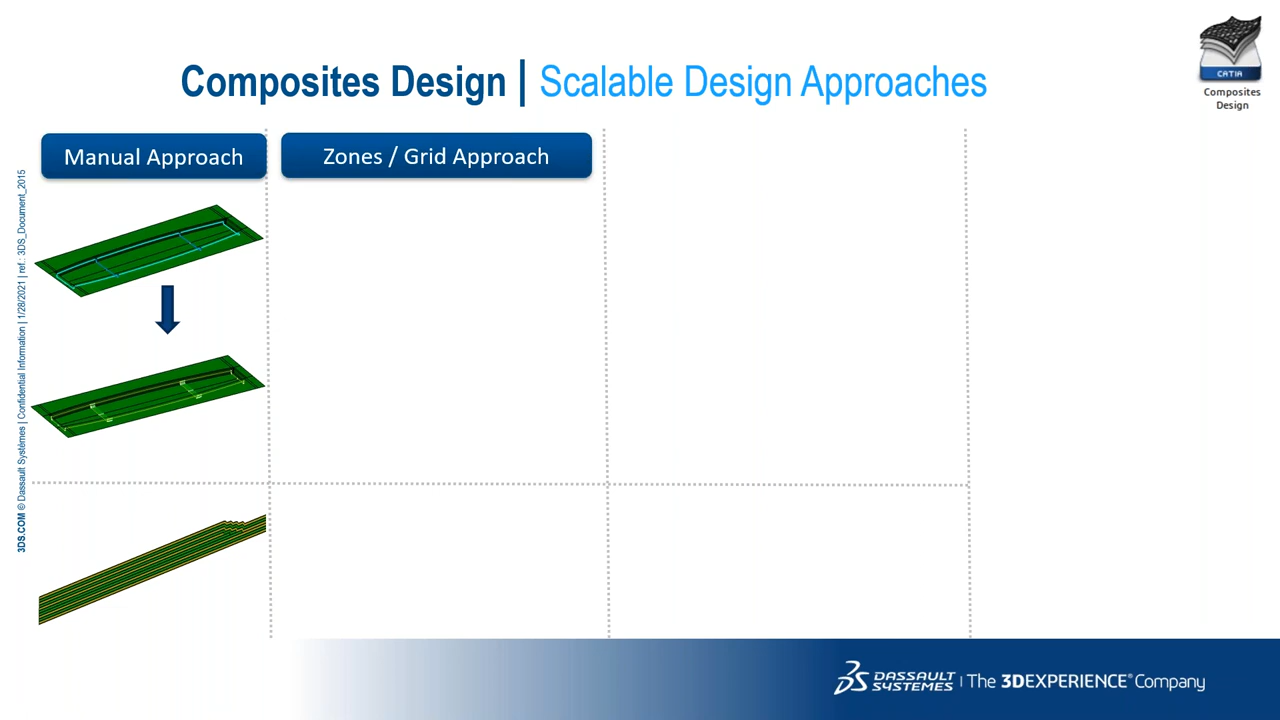 Composites Design | Scalable Design Approaches
CATIA
Composites
Design
Manual Approach
Zones / Grid Approach
3DS.COM © Dassault Systèmes | Confidential Information | 1/28/2021 | ref.: 3DS_Document_2015
DASSAULT
SYSTEMES
| The 3DEXPERIENCE® Company